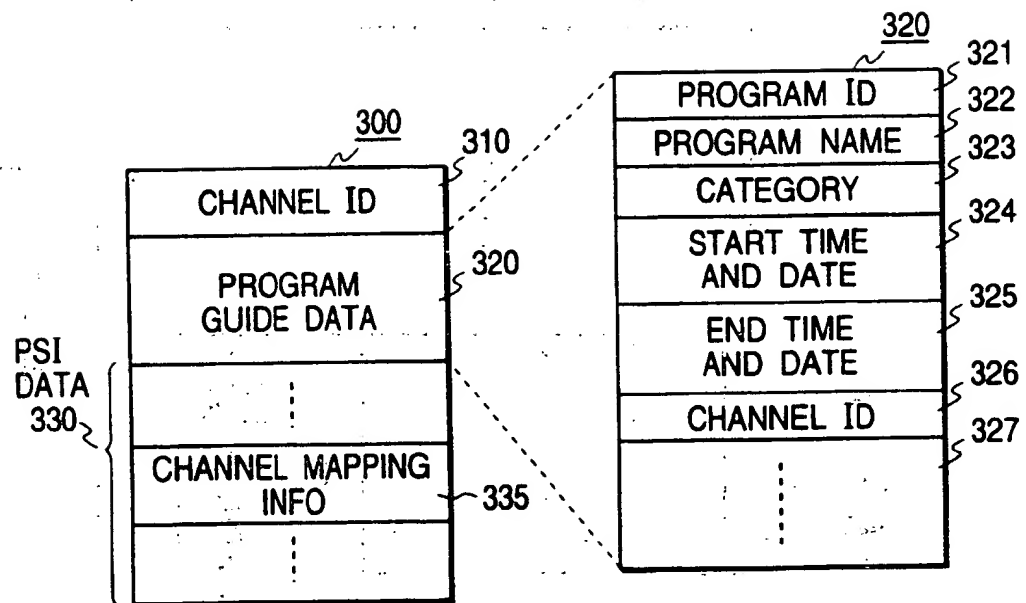 300
310
CHANNEL ID
PROGRAM
GUIDE DATA
320
PSI
DATA
330
CHANNEL MAPPING
INFO
335
320
321
PROGRAM ID
322
PROGRAM NAME
323
CATEGORY
324
START TIME
AND DATE
325
END TIME
AND DATE
326
CHANNEL ID
327